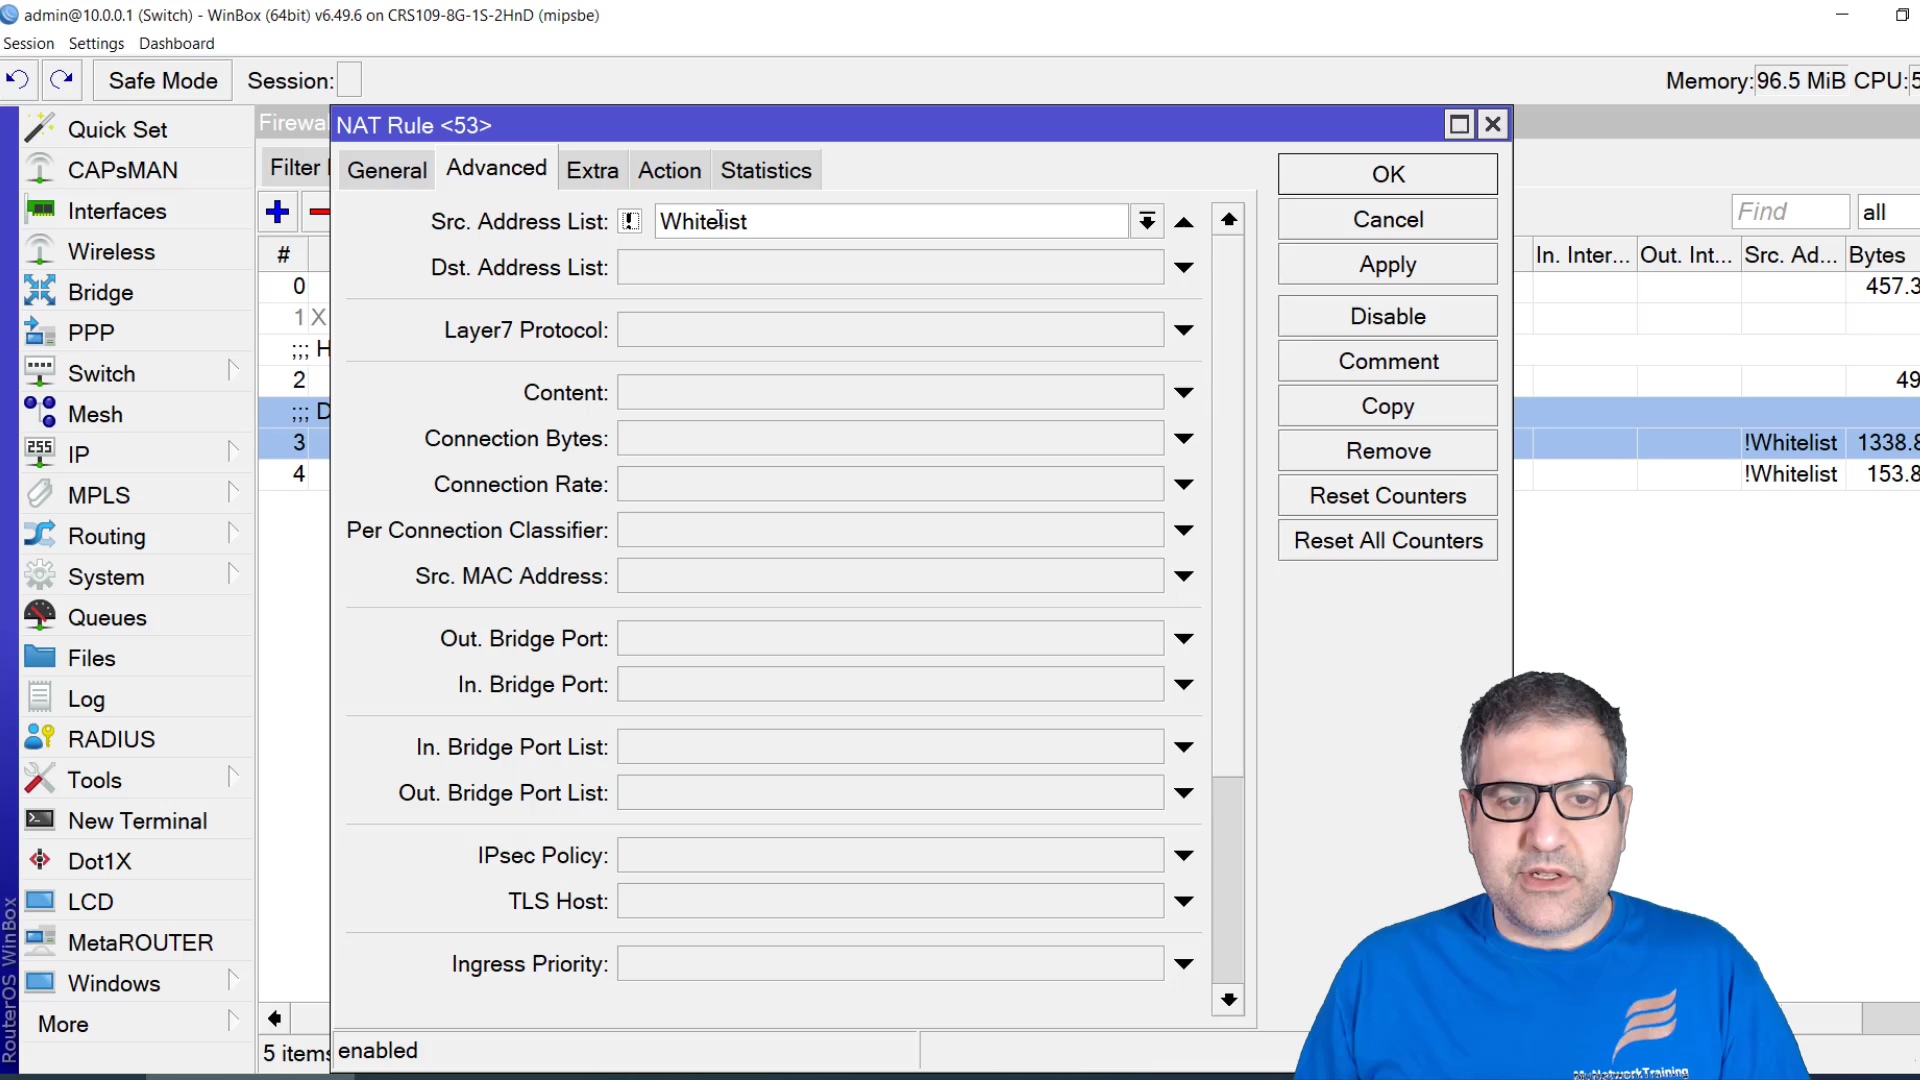 admin@10.0.0.1 (Switch) - WinBox (64bit) v6.49.6 on CRS109-8G-1S-2HnD (mipsbe)
Session Settings Dashboard
Safe Mode Session: Memory: 96.5 MiB CPU: 5
Quick Set
CAPsMAN
Interfaces
Wireless
Bridge
PPP
Switch
Mesh
IP
MPLS
Routing
System
Queues
Files
Log
RADIUS
Tools
New Terminal
Dot1X
LCD
MetaROUTER
Windows
More
RouterOS WinBox
Firewa
Filter
#
0
1 X
;;; H
2
;;; D
3
4
5 items
NAT Rule <53>
General Advanced Extra Action Statistics
Src. Address List: ! Whitelist
Dst. Address List:
Layer7 Protocol:
Content:
Connection Bytes:
Connection Rate:
Per Connection Classifier:
Src. MAC Address:
Out. Bridge Port:
In. Bridge Port:
In. Bridge Port List:
Out. Bridge Port List:
IPsec Policy:
TLS Host:
Ingress Priority:
enabled
OK
Cancel
Apply
Disable
Comment
Copy
Remove
Reset Counters
Reset All Counters
Find all
In. Inter... Out. Int... Src. Ad... Bytes
457.3
49
!Whitelist 1338.8
!Whitelist 153.8
MyNetworkTraining